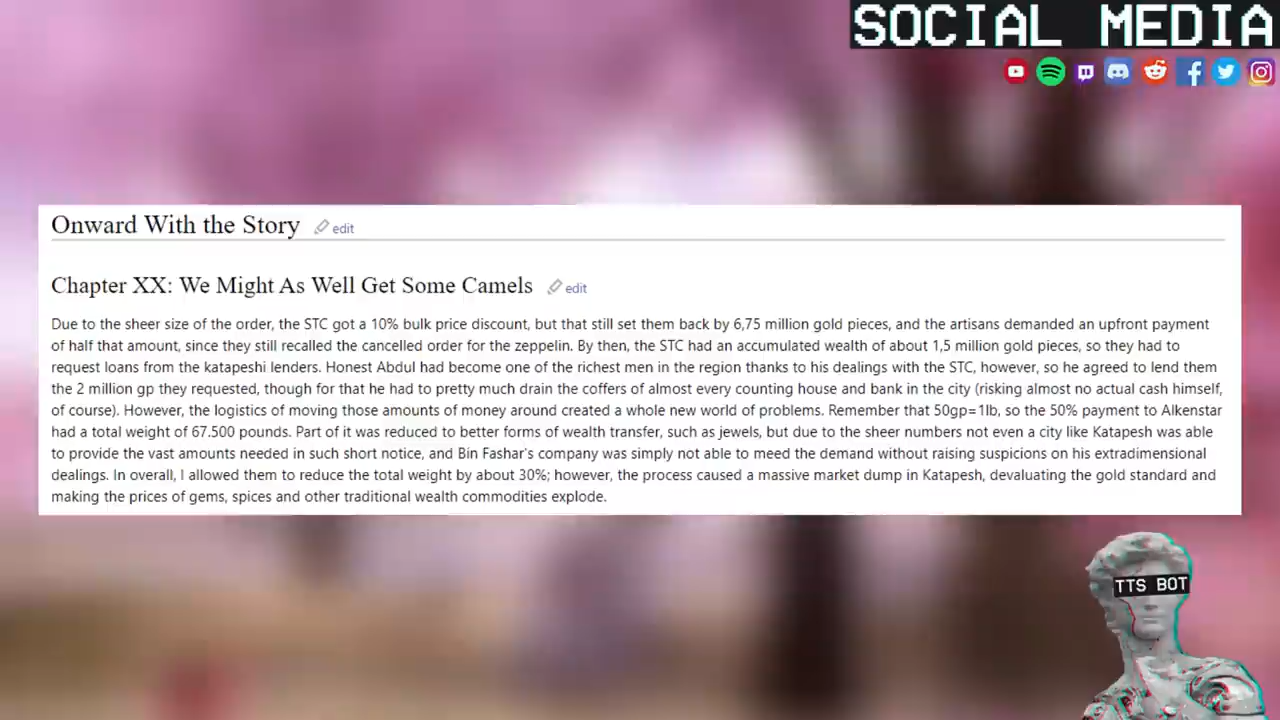 SOCIAL MEDIA
Onward With the Story edit
Chapter XX: We Might As Well Get Some Camels edit
Due to the sheer size of the order, the STC got a 10% bulk price discount, but that still set them back by 6,75 million gold pieces, and the artisans demanded an upfront payment
of half that amount, since they still recalled the cancelled order for the zeppelin. By then, the STC had an accumulated wealth of about 1,5 million gold pieces, so they had to
request loans from the katapeshi lenders. Honest Abdul had become one of the richest men in the region thanks to his dealings with the STC, however, so he agreed to lend them
the 2 million gp they requested, though for that he had to pretty much drain the coffers of almost every counting house and bank in the city (risking almost no actual cash himself,
of course). However, the logistics of moving those amounts of money around created a whole new world of problems. Remember that 50gp=1lb, so the 50% payment to Alkenstar
had a total weight of 67.500 pounds. Part of it was reduced to better forms of wealth transfer, such as jewels, but due to the sheer numbers not even a city like Katapesh was able
to provide the vast amounts needed in such short notice, and Bin Fashar's company was simply not able to meed the demand without raising suspicions on his extradimensional
dealings. In overall, I allowed them to reduce the total weight by about 30%; however, the process caused a massive market dump in Katapesh, devaluating the gold standard and
making the prices of gems, spices and other traditional wealth commodities explode.
TTS BOT